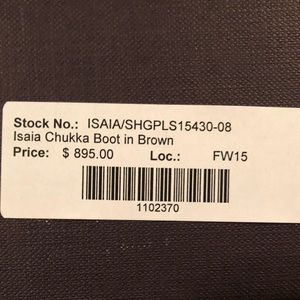 Stock No.: ISAIA/SHGPLS15430-08
Isaia Chukka Boot in Brown
Price: $ 895.00 Loc.: FW15
1102370